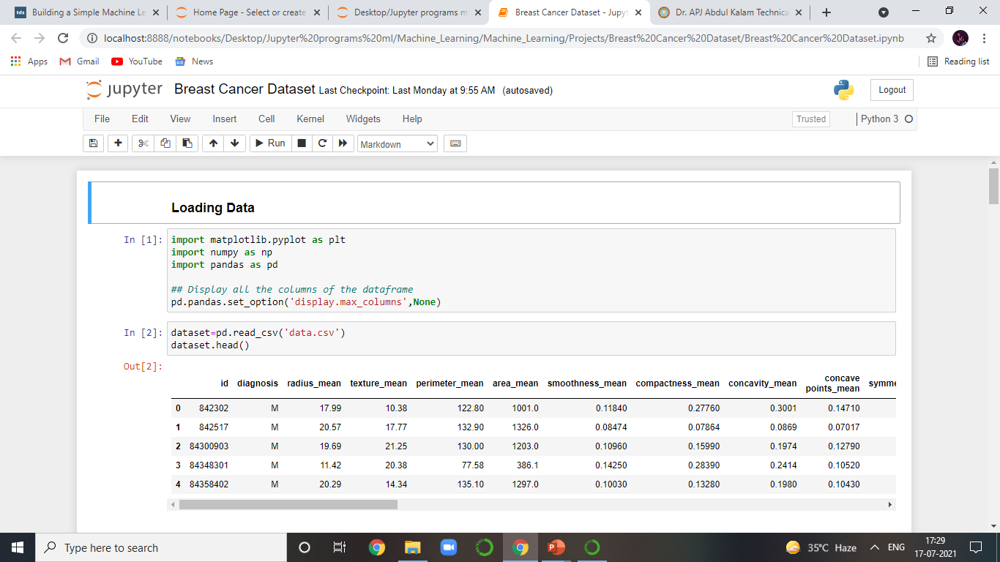 tds Building a Simple Machine Le
Home Page - Select or create
Desktop/Jupyter programs m
Breast Cancer Dataset - Jupyt
Dr. APJ Abdul Kalam Technica
localhost:8888/notebooks/Desktop/Jupyter%20programs%20ml/Machine_Learning/Machine_Learning/Projects/Breast%20Cancer%20Dataset/Breast%20Cancer%20Dataset.ipynb
Apps Gmail YouTube News Reading list
jupyter Breast Cancer Dataset Last Checkpoint: Last Monday at 9:55 AM (autosaved) Logout
File Edit View Insert Cell Kernel Widgets Help Trusted Python 3
Run Markdown
Loading Data
In [1]: import matplotlib.pyplot as plt
import numpy as np
import pandas as pd
## Display all the columns of the dataframe
pd.pandas.set_option('display.max_columns',None)
In [2]: dataset=pd.read_csv('data.csv')
dataset.head()
Out[2]:
id diagnosis radius_mean texture_mean perimeter_mean area_mean smoothness_mean compactness_mean concavity_mean concave points_mean symme
0 842302 M 17.99 10.38 122.80 1001.0 0.11840 0.27760 0.3001 0.14710
1 842517 M 20.57 17.77 132.90 1326.0 0.08474 0.07864 0.0869 0.07017
2 84300903 M 19.69 21.25 130.00 1203.0 0.10960 0.15990 0.1974 0.12790
3 84348301 M 11.42 20.38 77.58 386.1 0.14250 0.28390 0.2414 0.10520
4 84358402 M 20.29 14.34 135.10 1297.0 0.10030 0.13280 0.1980 0.10430
Type here to search
35°C Haze
ENG
17:29
17-07-2021